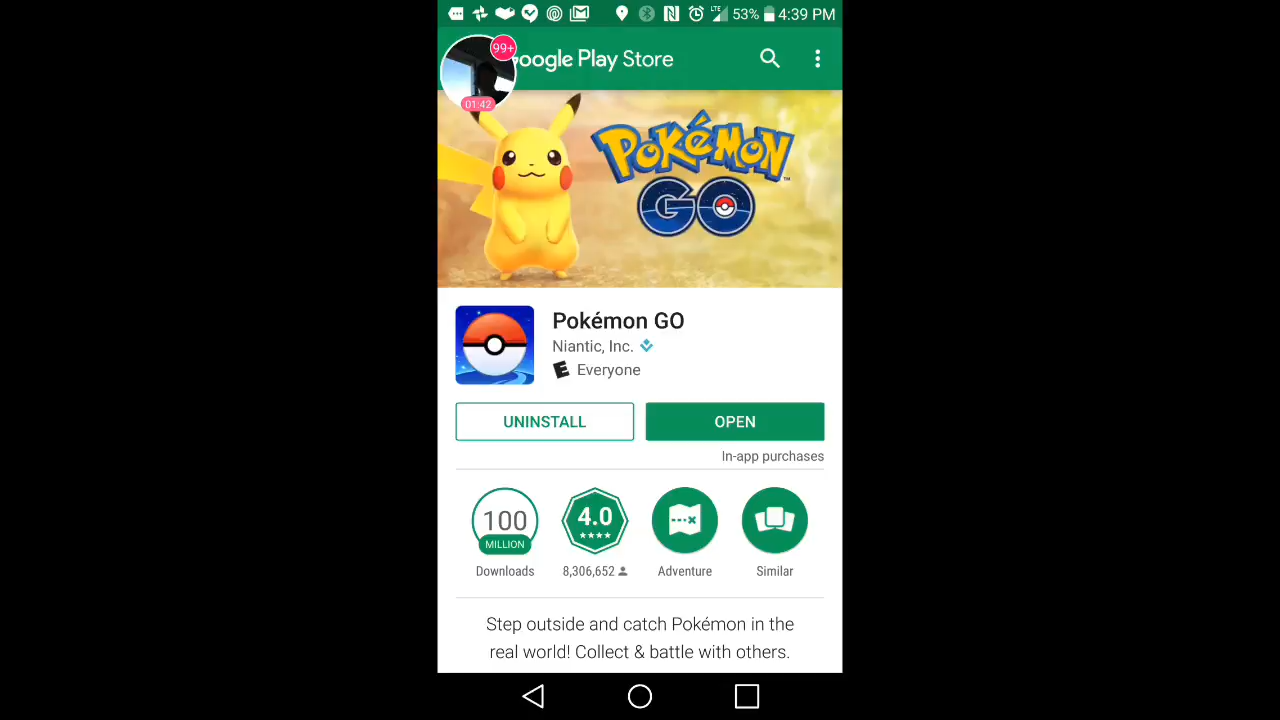 LTE 53% 4:39 PM
99+
oogle Play Store
01:42
POKÉMON™
GO
Pokémon GO
Niantic, Inc.
E Everyone
UNINSTALL
OPEN
In-app purchases
100
MILLION
Downloads
4.0
8,306,652
Adventure
Similar
Step outside and catch Pokémon in the
real world! Collect & battle with others.